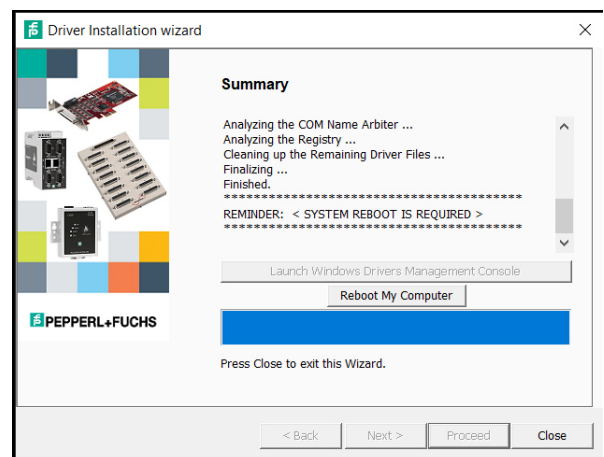 Driver Installation wizard
Summary
Analyzing the COM Name Arbiter ...
Analyzing the Registry ...
Cleaning up the Remaining Driver Files ...
Finalizing ...
Finished.
****************************************
REMINDER: < SYSTEM REBOOT IS REQUIRED >
****************************************
Launch Windows Drivers Management Console
Reboot My Computer
PEPPERL+FUCHS
Press Close to exit this Wizard.
< Back Next > Proceed Close